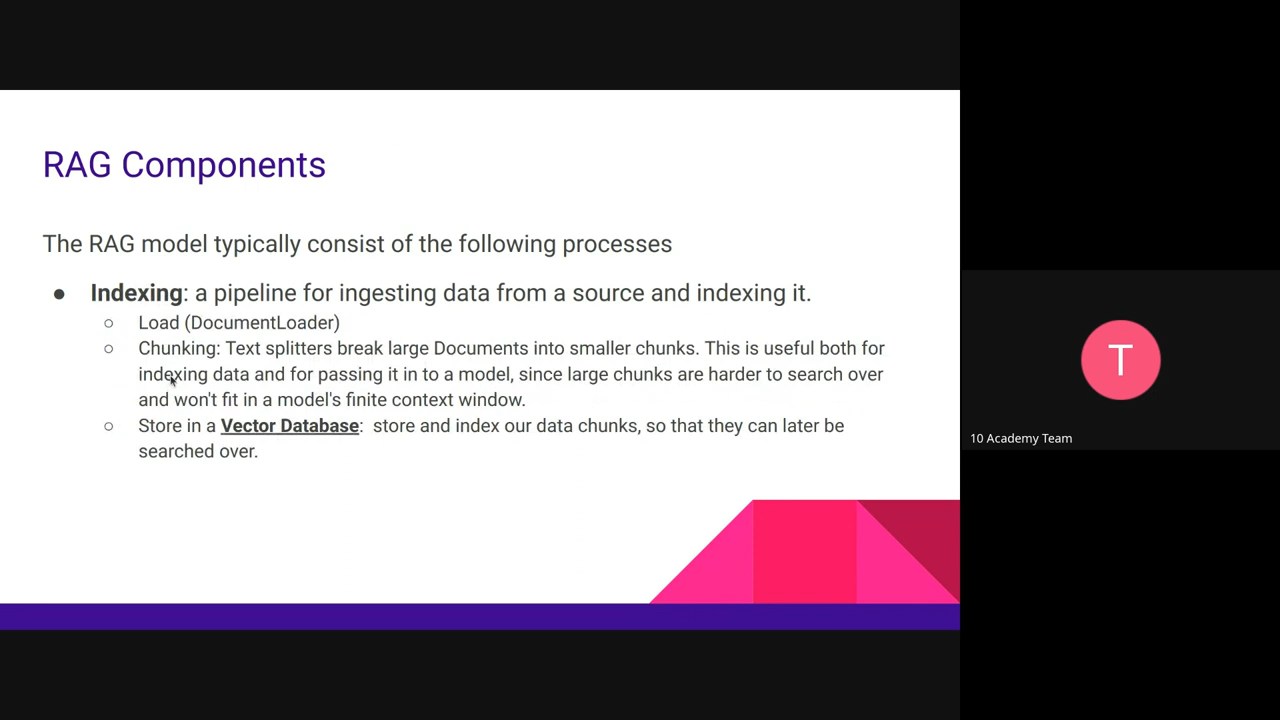 RAG Components
The RAG model typically consist of the following processes
● Indexing: a pipeline for ingesting data from a source and indexing it.
○ Load (DocumentLoader)
○ Chunking: Text splitters break large Documents into smaller chunks. This is useful both for
indexing data and for passing it in to a model, since large chunks are harder to search over
and won't fit in a model's finite context window.
○ Store in a Vector Database: store and index our data chunks, so that they can later be
searched over.
T
10 Academy Team